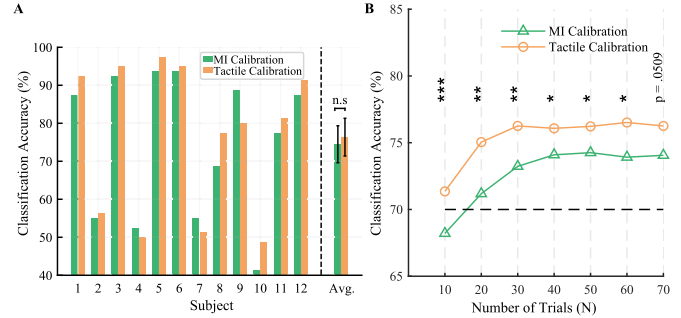 A
MI Calibration
Tactile Calibration
n.s
Classification Accuracy (%)
100
90
80
70
60
50
40
1 2 3 4 5 6 7 8 9 10 11 12 Avg.
Subject
B
MI Calibration
Tactile Calibration
*** ** ** * * * p = .0509
Classification Accuracy (%)
85
80
75
70
65
10 20 30 40 50 60 70
Number of Trials (N)